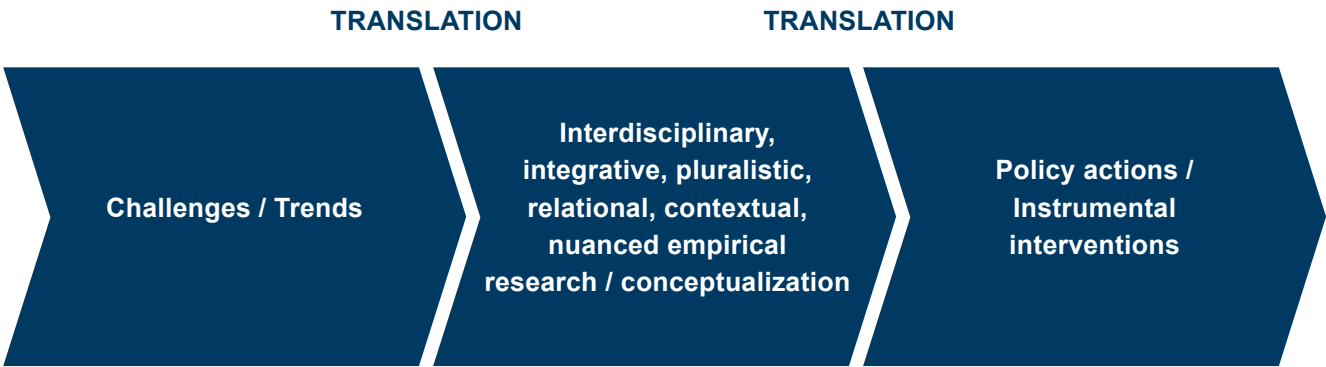 TRANSLATION
TRANSLATION
Challenges / Trends
Interdisciplinary,
integrative, pluralistic,
relational, contextual,
nuanced empirical
research / conceptualization
Policy actions /
Instrumental
interventions